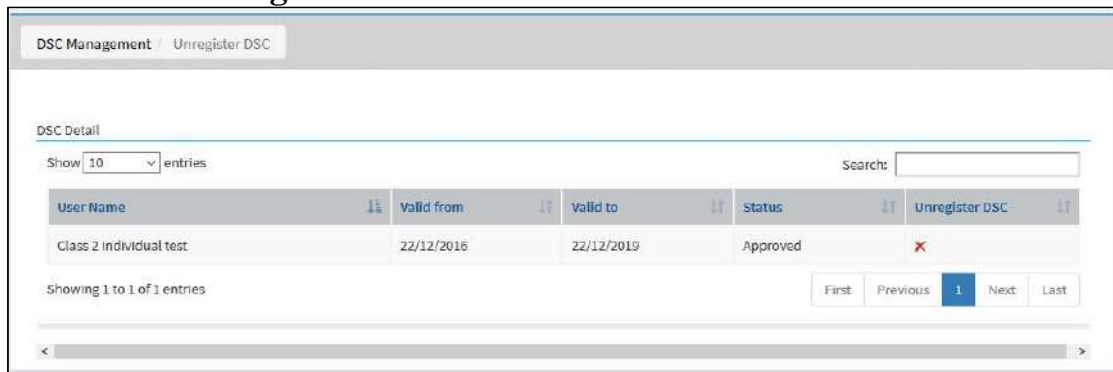 DSC Management / Unregister DSC
DSC Detail
Show 10 entries Search:
User Name Valid from Valid to Status Unregister DSC
Class 2 individual test 22/12/2016 22/12/2019 Approved
Showing 1 to 1 of 1 entries First Previous 1 Next Last